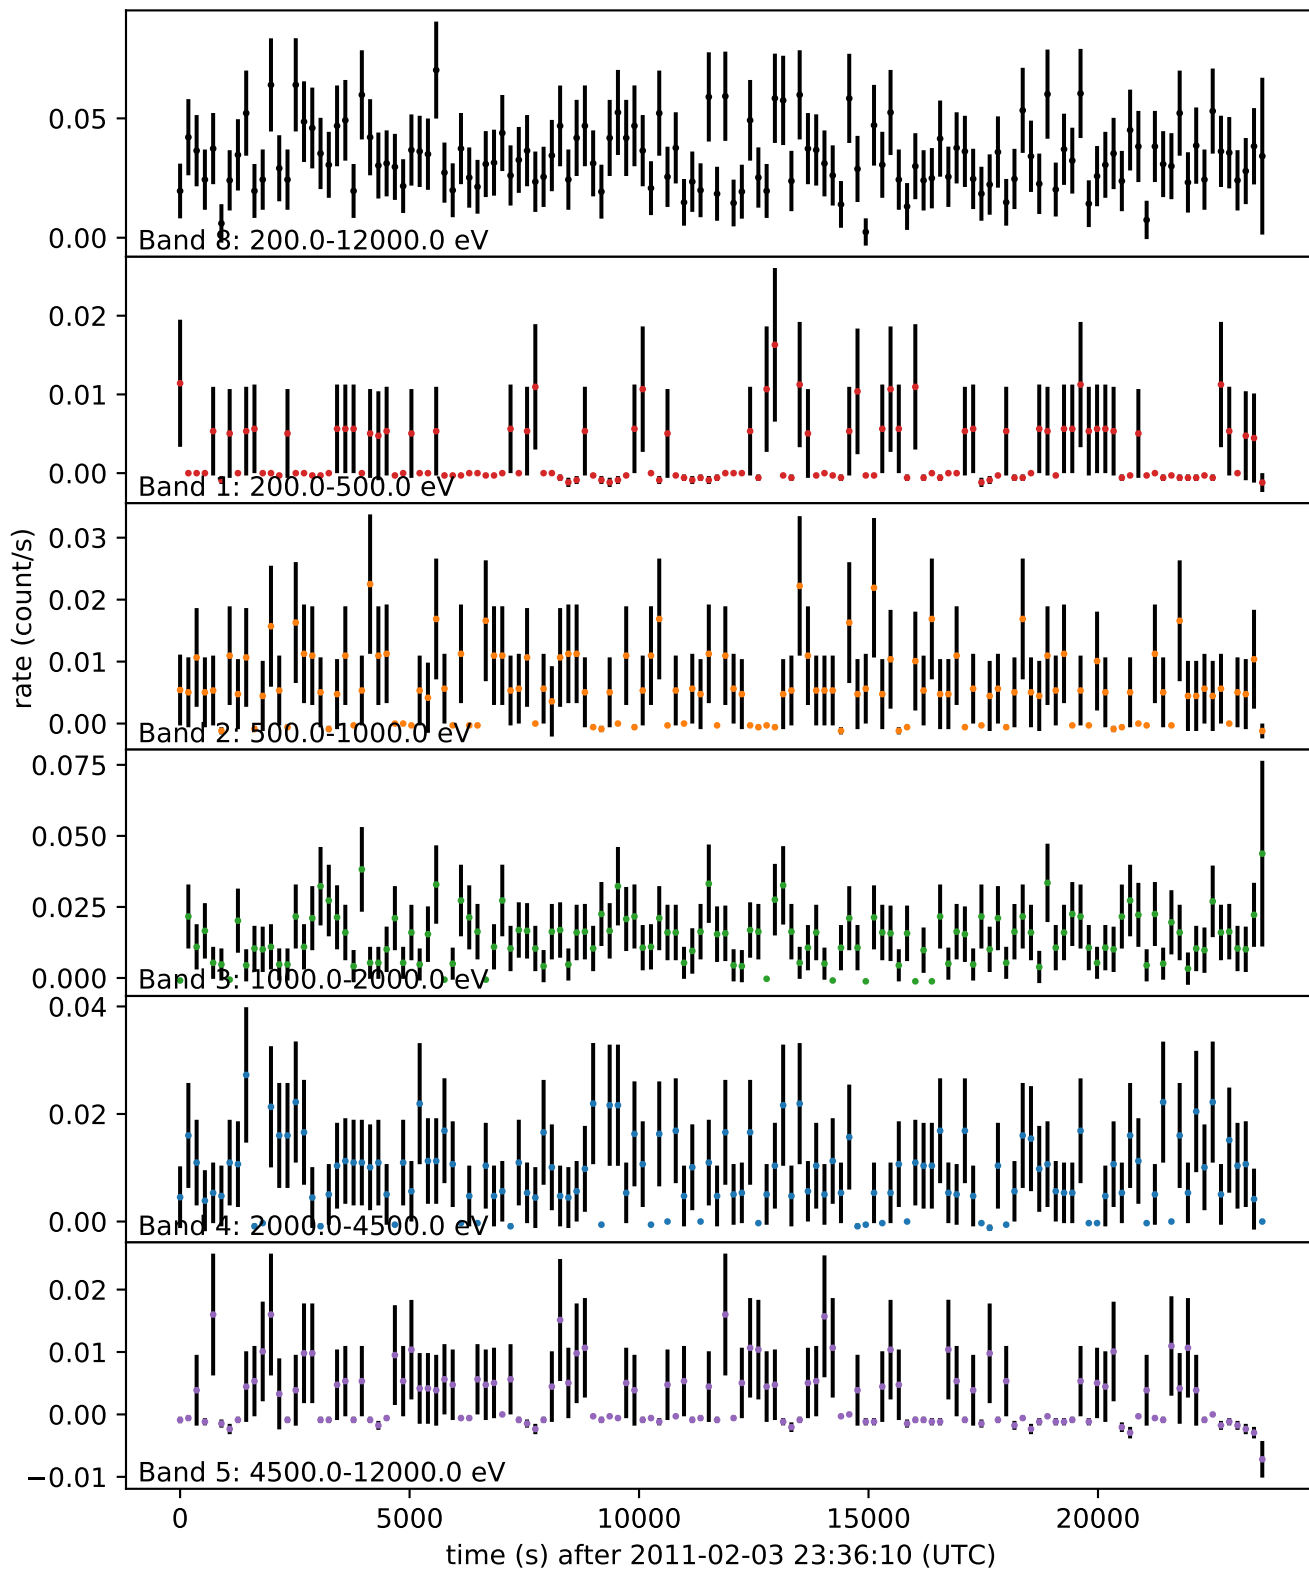 0.05
0.00
Band 8: 200.0-12000.0 eV
0.02
0.01
0.00
Band 1: 200.0-500.0 eV
0.03
0.02
0.01
0.00
Band 2: 500.0-1000.0 eV
rate (count/s)
0.075
0.050
0.025
0.000
Band 3: 1000.0-2000.0 eV
0.04
0.02
0.00
Band 4: 2000.0-4500.0 eV
0.02
0.01
0.00
−0.01
Band 5: 4500.0-12000.0 eV
0 5000 10000 15000 20000
time (s) after 2011-02-03 23:36:10 (UTC)